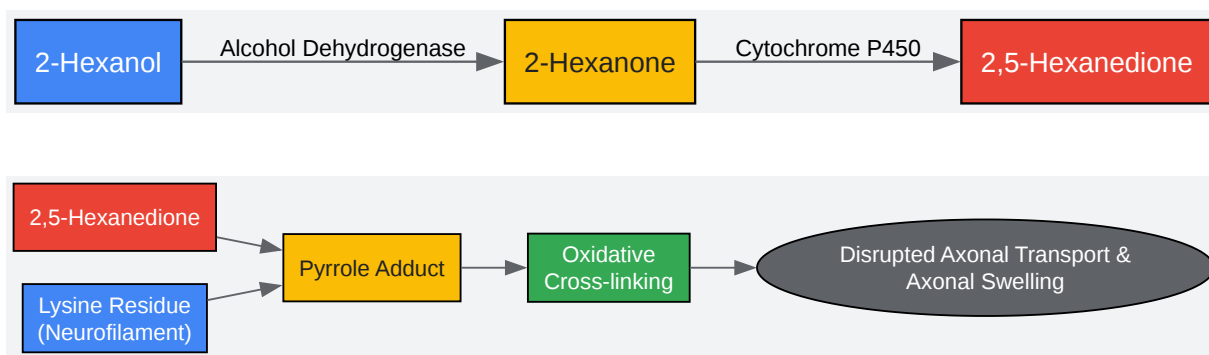 2-Hexanol
Alcohol Dehydrogenase
2-Hexanone
Cytochrome P450
2,5-Hexanedione
2,5-Hexanedione
Lysine Residue
(Neurofilament)
Pyrrole Adduct
Oxidative
Cross-linking
Disrupted Axonal Transport &
Axonal Swelling